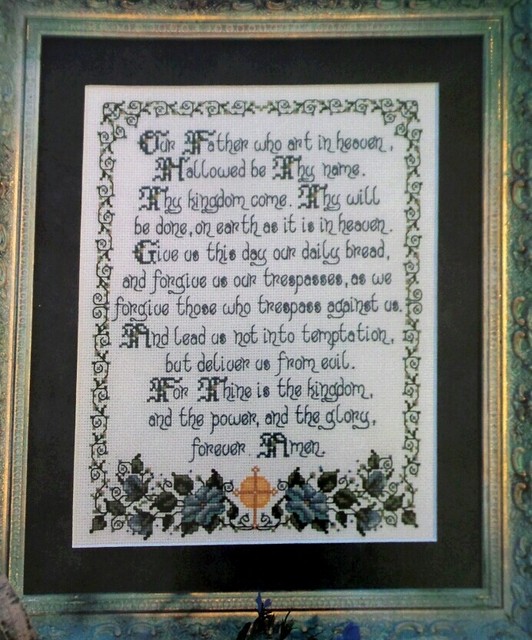 Our Father who art in heaven,
Hallowed be Thy name.
Thy kingdom come. Thy will
be done, on earth as it is in heaven.
Give us this day our daily bread,
and forgive us our trespasses, as we
forgive those who trespass against us.
And lead us not into temptation,
but deliver us from evil.
For Thine is the kingdom,
and the power, and the glory,
forever Amen.